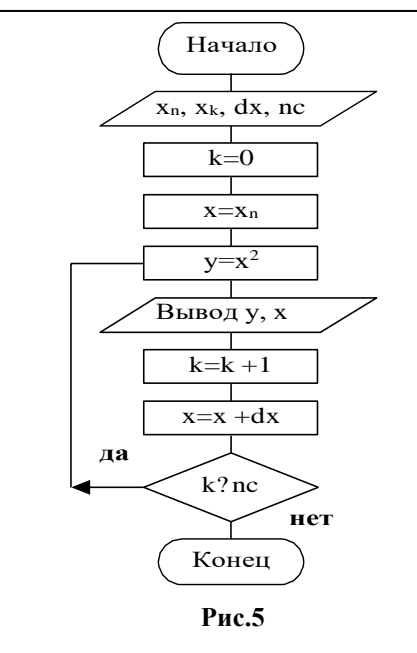 Начало
xₙ, xₖ, dx, nc
k=0
x=xₙ
y=x²
Вывод y, x
k=k +1
x=x +dx
да
k?nc
нет
Конец
Рис.5